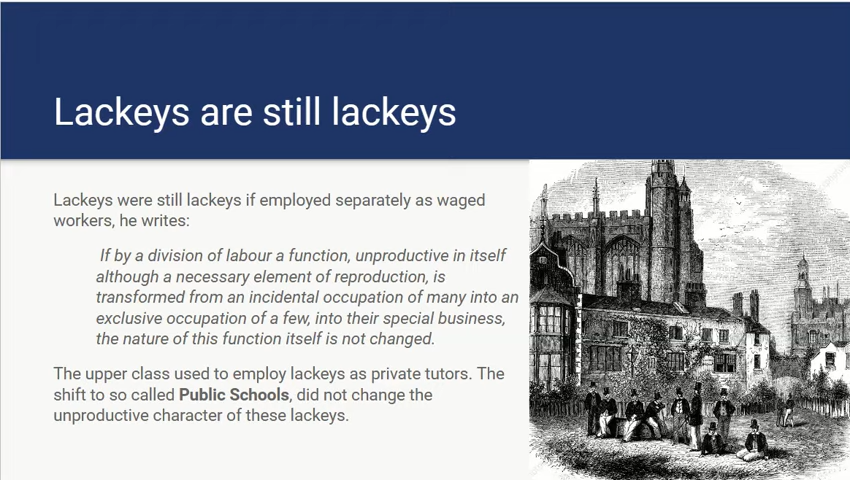 Lackeys are still lackeys
Lackeys were still lackeys if employed separately as waged
workers, he writes:
If by a division of labour a function, unproductive in itself
although a necessary element of reproduction, is
transformed from an incidental occupation of many into an
exclusive occupation of a few, into their special business,
the nature of this function itself is not changed.
The upper class used to employ lackeys as private tutors. The
shift to so called Public Schools, did not change the
unproductive character of these lackeys.